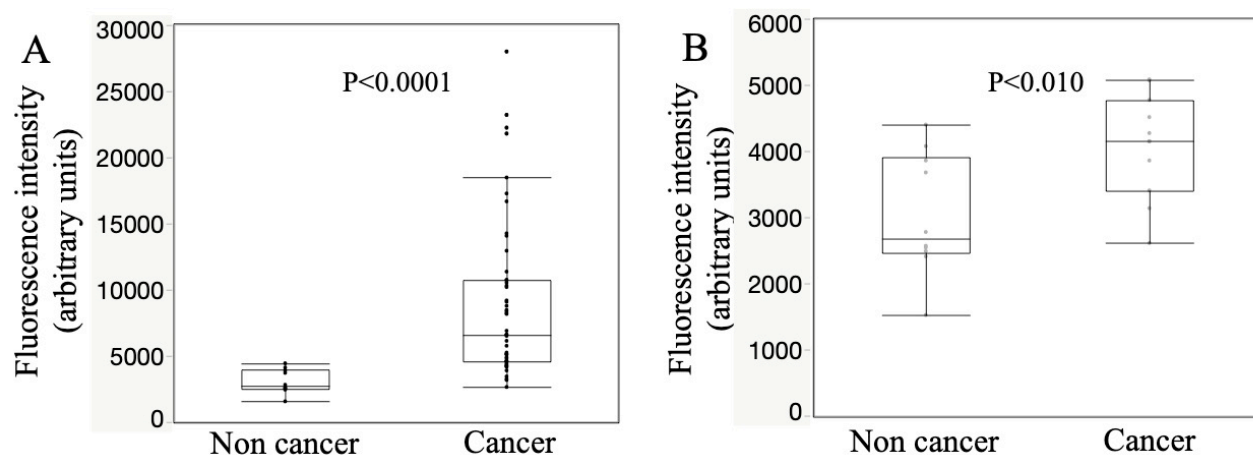 A
Fluorescence intensity
(arbitrary units)
30000
25000
20000
15000
10000
5000
0
P<0.0001
Non cancer
Cancer
B
Fluorescence intensity
(arbitrary units)
6000
5000
4000
3000
2000
1000
0
P<0.010
Non cancer
Cancer